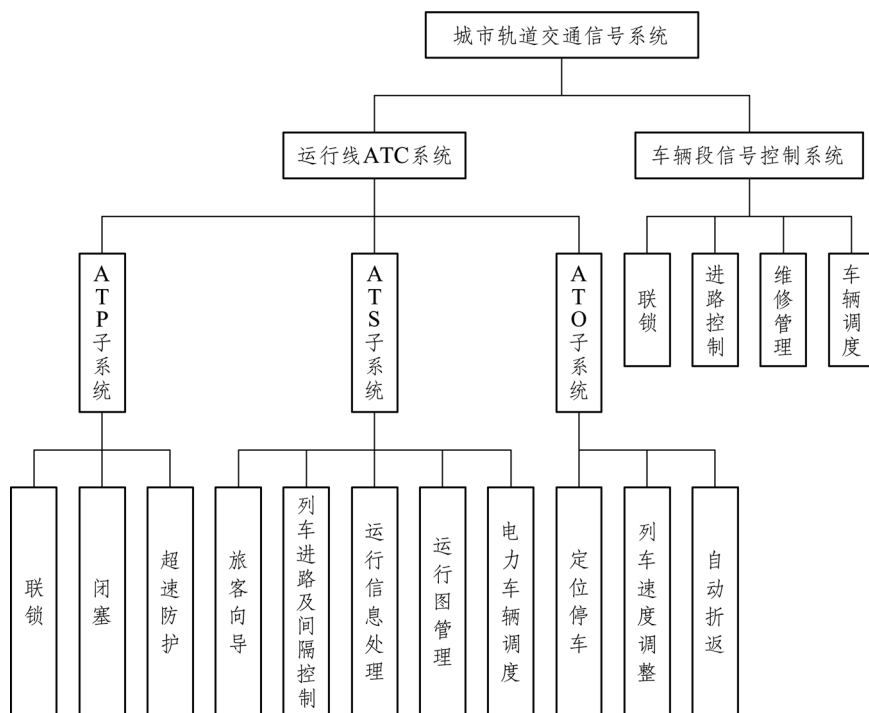 城市轨道交通信号系统
运行线ATC系统
车辆段信号控制系统
ATP子系统
ATS子系统
ATO子系统
联锁
进路控制
维修管理
车辆调度
联锁
闭塞
超速防护
旅客向导
列车进路及间隔控制
运行信息处理
运行图管理
电力车辆调度
定位停车
列车速度调整
自动折返